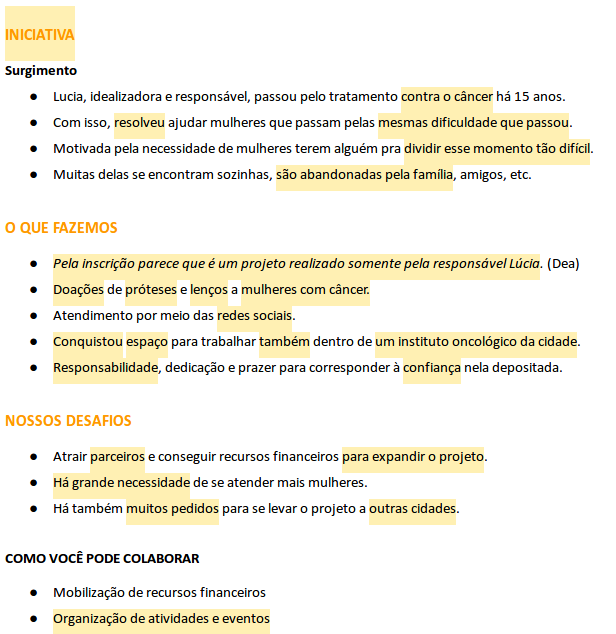 INICIATIVA
Surgimento
● Lucia, idealizadora e responsável, passou pelo tratamento contra o câncer há 15 anos.
● Com isso, resolveu ajudar mulheres que passam pelas mesmas dificuldade que passou.
● Motivada pela necessidade de mulheres terem alguém pra dividir esse momento tão difícil.
● Muitas delas se encontram sozinhas, são abandonadas pela família, amigos, etc.
O QUE FAZEMOS
● Pela inscrição parece que é um projeto realizado somente pela responsável Lúcia. (Dea)
● Doações de próteses e lenços a mulheres com câncer.
● Atendimento por meio das redes sociais.
● Conquistou espaço para trabalhar também dentro de um instituto oncológico da cidade.
● Responsabilidade, dedicação e prazer para corresponder à confiança nela depositada.
NOSSOS DESAFIOS
● Atrair parceiros e conseguir recursos financeiros para expandir o projeto.
● Há grande necessidade de se atender mais mulheres.
● Há também muitos pedidos para se levar o projeto a outras cidades.
COMO VOCÊ PODE COLABORAR
● Mobilização de recursos financeiros
● Organização de atividades e eventos